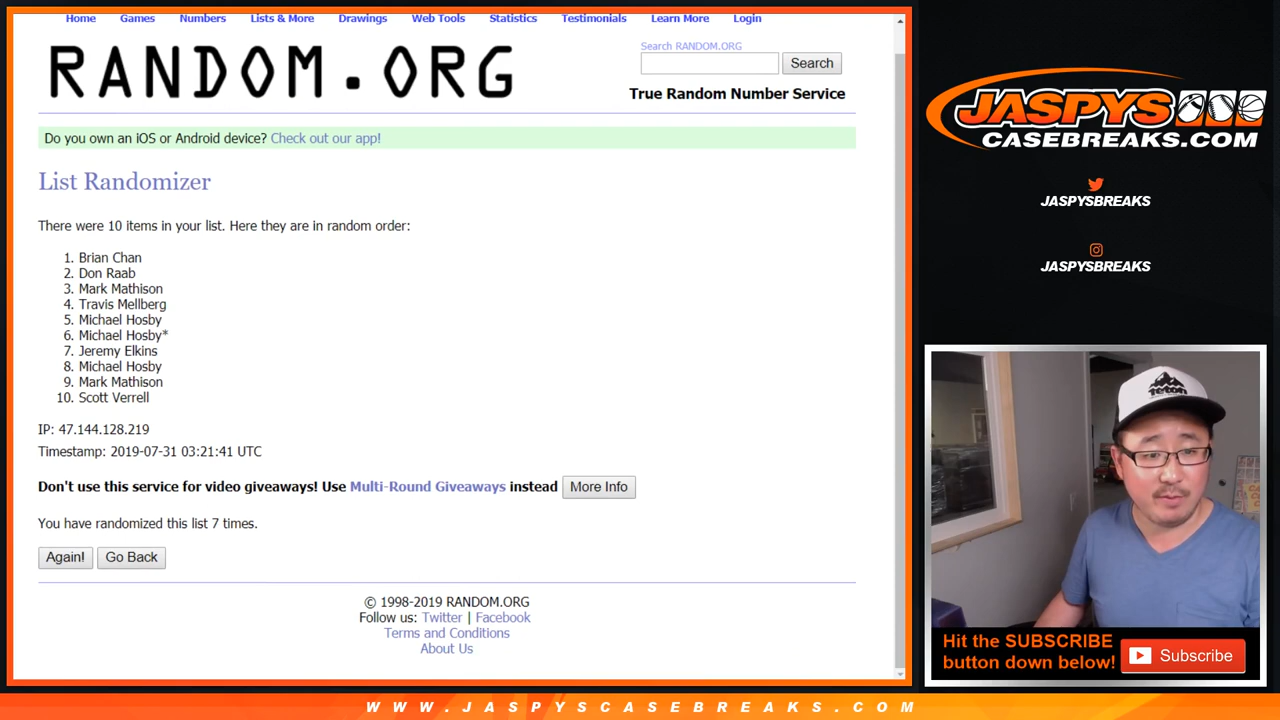 Home Games Numbers Lists & More Drawings Web Tools Statistics Testimonials Learn More Login
RANDOM.ORG
Search RANDOM.ORG
Search
True Random Number Service
Do you own an iOS or Android device? Check out our app!
List Randomizer
There were 10 items in your list. Here they are in random order:
1. Brian Chan
2. Don Raab
3. Mark Mathison
4. Travis Mellberg
5. Michael Hosby
6. Michael Hosby*
7. Jeremy Elkins
8. Michael Hosby
9. Mark Mathison
10. Scott Verrell
IP: 47.144.128.219
Timestamp: 2019-07-31 03:21:41 UTC
Don't use this service for video giveaways! Use Multi-Round Giveaways instead More Info
You have randomized this list 7 times.
Again! Go Back
© 1998-2019 RANDOM.ORG
Follow us: Twitter | Facebook
Terms and Conditions
About Us
JASPYS
CASEBREAKS.COM
JASPYSBREAKS
JASPYSBREAKS
TETON
Hit the SUBSCRIBE
button down below!
Subscribe
WWW.JASPYSCASEBREAKS.COM